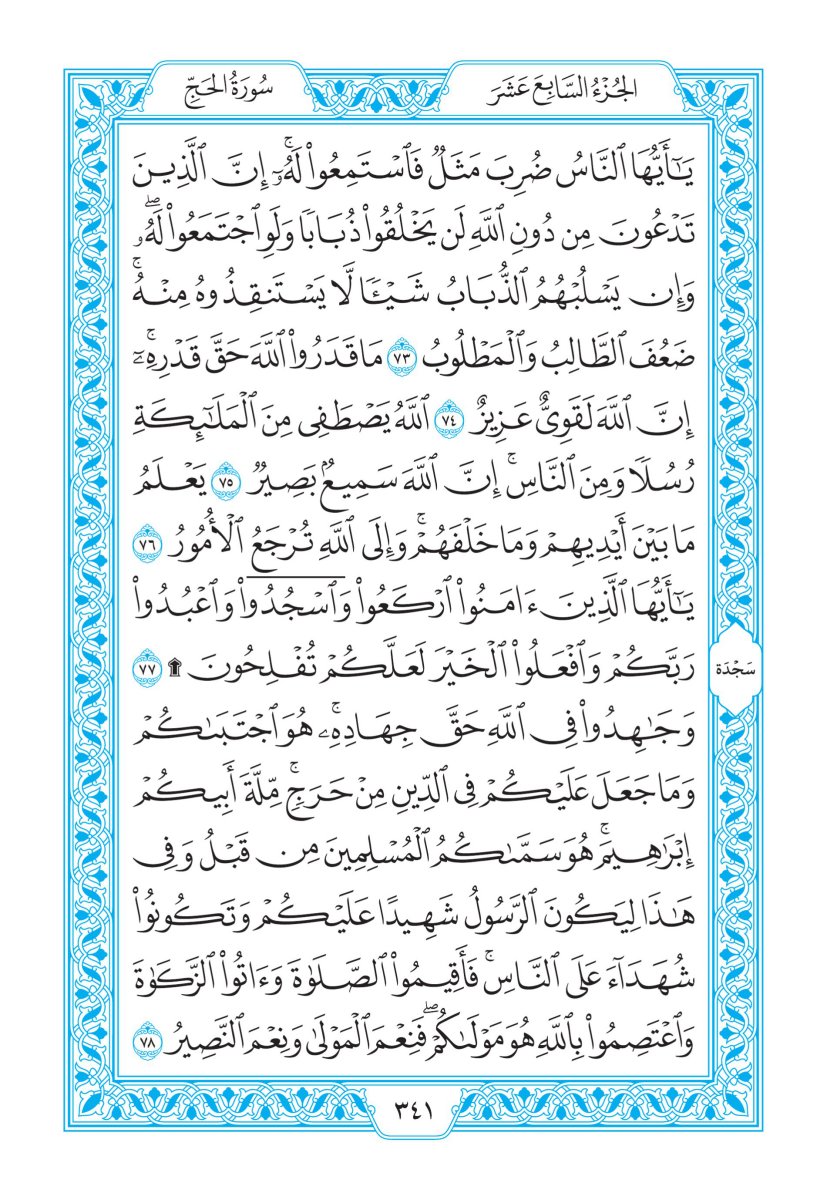 الجُزْءُ السَّابِعَ عَشَرَ
سُورَةُ الحَجِّ
يَٰٓأَيُّهَا ٱلنَّاسُ ضُرِبَ مَثَلٞ فَٱسۡتَمِعُواْ لَهُۥٓۚ إِنَّ ٱلَّذِينَ
تَدۡعُونَ مِن دُونِ ٱللَّهِ لَن يَخۡلُقُواْ ذُبَابٗا وَلَوِ ٱجۡتَمَعُواْ لَهُۥۖ
وَإِن يَسۡلُبۡهُمُ ٱلذُّبَابُ شَيۡـٔٗا لَّا يَسۡتَنقِذُوهُ مِنۡهُۚ
ضَعُفَ ٱلطَّالِبُ وَٱلۡمَطۡلُوبُ ٧٣ مَا قَدَرُواْ ٱللَّهَ حَقَّ قَدۡرِهِۦٓۚ
إِنَّ ٱللَّهَ لَقَوِيٌّ عَزِيزٌ ٧٤ ٱللَّهُ يَصۡطَفِي مِنَ ٱلۡمَلَٰٓئِكَةِ
رُسُلٗا وَمِنَ ٱلنَّاسِۚ إِنَّ ٱللَّهَ سَمِيعُۢ بَصِيرٞ ٧٥ يَعۡلَمُ
مَا بَيۡنَ أَيۡدِيهِمۡ وَمَا خَلۡفَهُمۡۚ وَإِلَى ٱللَّهِ تُرۡجَعُ ٱلۡأُمُورُ ٧٦
يَٰٓأَيُّهَا ٱلَّذِينَ ءَامَنُواْ ٱرۡكَعُواْ وَٱسۡجُدُواْ وَٱعۡبُدُواْ
رَبَّكُمۡ وَٱفۡعَلُواْ ٱلۡخَيۡرَ لَعَلَّكُمۡ تُفۡلِحُونَ ۩ ٧٧
سَجْدَة
وَجَٰهِدُواْ فِي ٱللَّهِ حَقَّ جِهَادِهِۦۚ هُوَ ٱجۡتَبَىٰكُمۡ
وَمَا جَعَلَ عَلَيۡكُمۡ فِي ٱلدِّينِ مِنۡ حَرَجٖۚ مِّلَّةَ أَبِيكُمۡ
إِبۡرَٰهِيمَۚ هُوَ سَمَّىٰكُمُ ٱلۡمُسۡلِمِينَ مِن قَبۡلُ وَفِي
هَٰذَا لِيَكُونَ ٱلرَّسُولُ شَهِيدًا عَلَيۡكُمۡ وَتَكُونُواْ
شُهَدَآءَ عَلَى ٱلنَّاسِۚ فَأَقِيمُواْ ٱلصَّلَوٰةَ وَءَاتُواْ ٱلزَّكَوٰةَ
وَٱعۡتَصِمُواْ بِٱللَّهِ هُوَ مَوۡلَىٰكُمۡۖ فَنِعۡمَ ٱلۡمَوۡلَىٰ وَنِعۡمَ ٱلنَّصِيرُ ٧٨
٣٤١